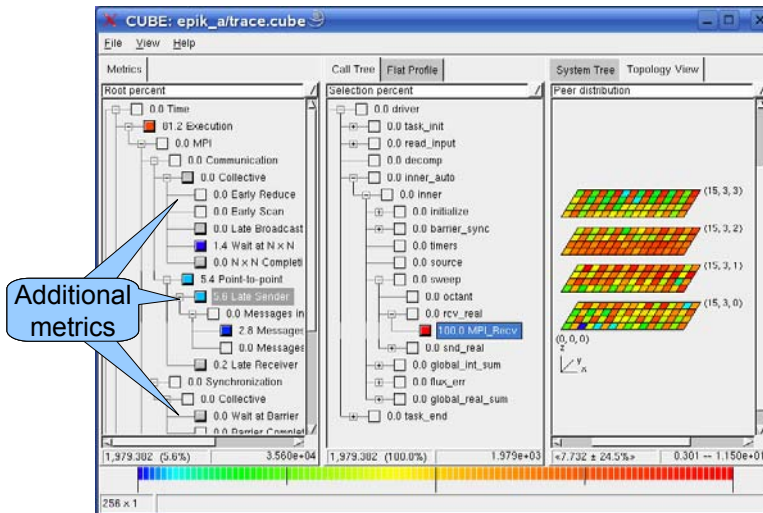 CUBE: epik_a/trace.cube
File View Help
Metrics
Call Tree Flat Profile
System Tree Topology View
Root percent
Selection percent
Peer distribution
0.0 Time
81.2 Execution
0.0 MPI
0.0 Communication
0.0 Collective
0.0 Early Reduce
0.0 Early Scan
0.0 Late Broadcast
1.4 Wait at N × N
0.0 N × N Completi
5.4 Point-to-point
5.6 Late Sender
0.0 Messages in
2.8 Messages
0.0 Messages
0.2 Late Receiver
0.0 Synchronization
0.0 Collective
0.0 Wait at Barrier
0.0 Barrier Complet
Additional
metrics
0.0 driver
0.0 task_init
0.0 read_input
0.0 decomp
0.0 inner_auto
0.0 inner
0.0 initialize
0.0 barrier_sync
0.0 timers
0.0 source
0.0 sweep
0.0 octant
0.0 rcv_real
100.0 MPI_Recv
0.0 snd_real
0.0 global_int_sum
0.0 flux_err
0.0 global_real_sum
0.0 task_end
(15, 3, 3)
(15, 3, 2)
(15, 3, 1)
(15, 3, 0)
(0, 0, 0)
z
y
x
1,979.382 (5.6%) 3.560e+04
1,979.382 (100.0%) 1.979e+03
«7.732 ± 24.5%» 0.301 -- 1.150e+01
256 × 1